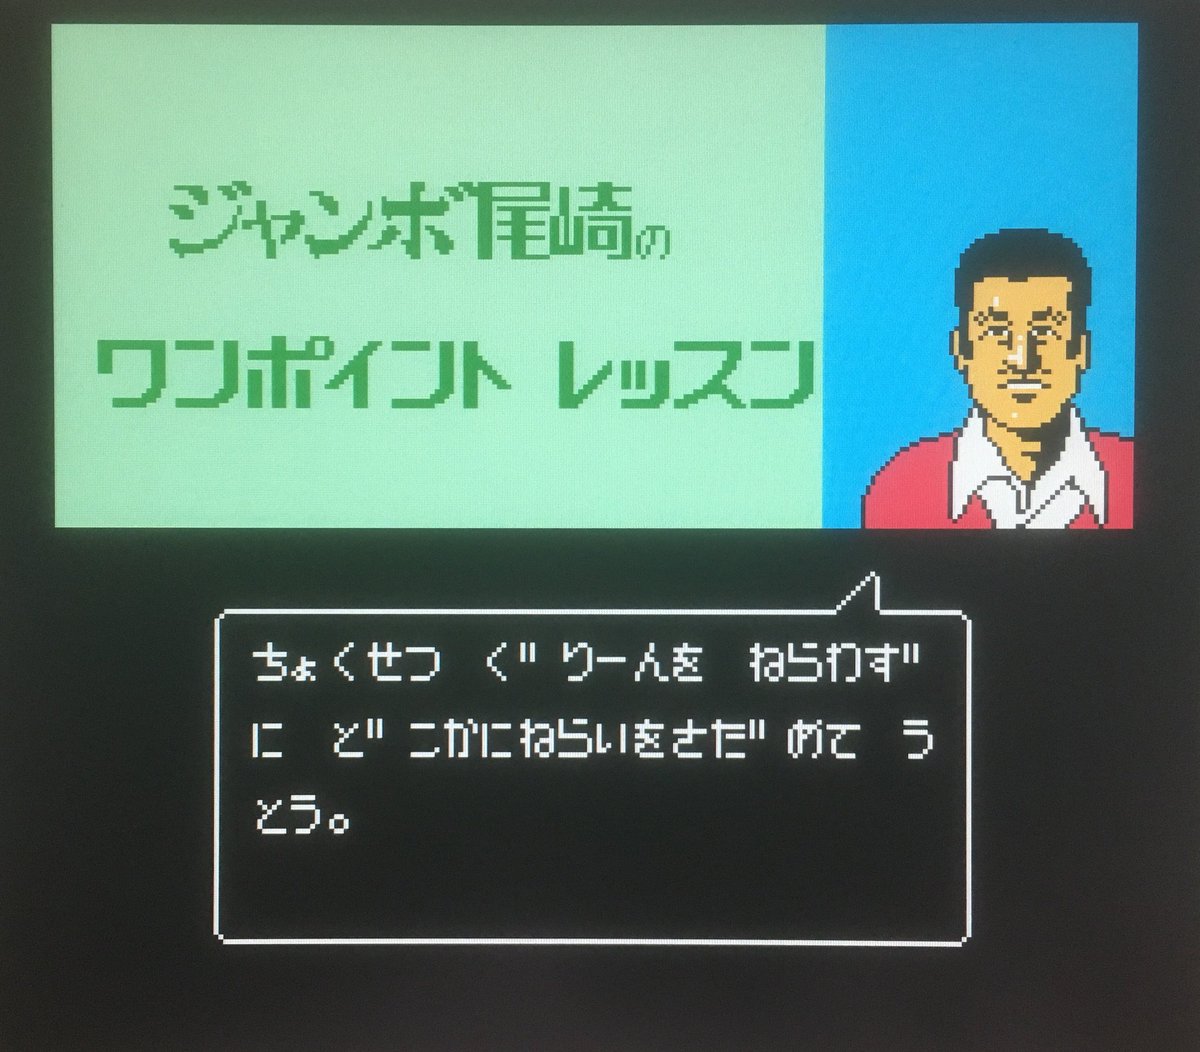 ジャンボ尾崎の
ワンポイント レッスン
ちょくせつ ぐりーんを ねらわず
に どこかにねらいをさだめて う
とう。